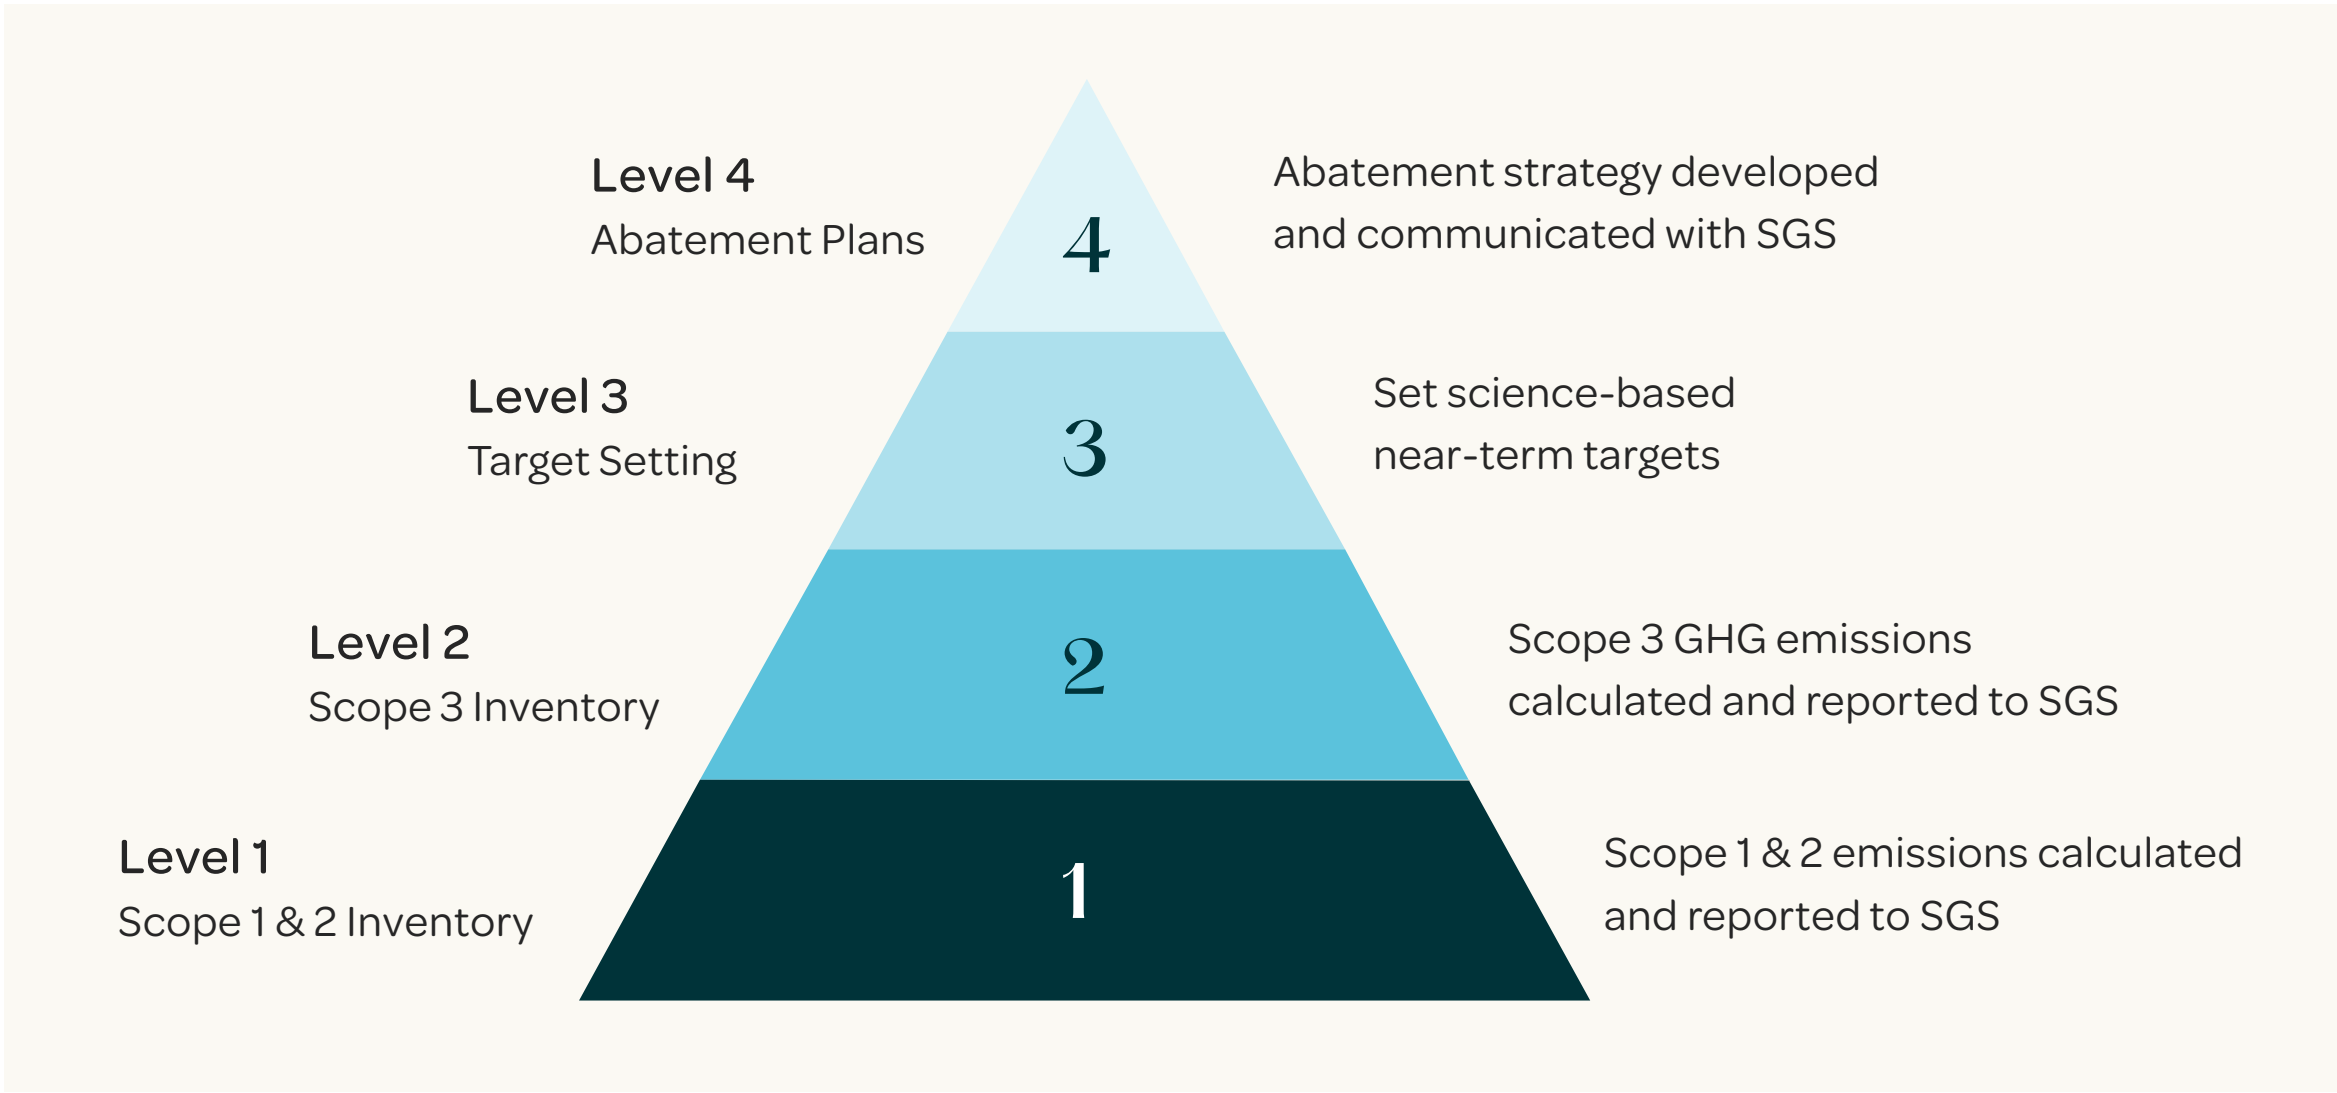 Level 4
Abatement Plans
4
Abatement strategy developed
and communicated with SGS
Level 3
Target Setting
3
Set science-based
near-term targets
Level 2
Scope 3 Inventory
2
Scope 3 GHG emissions
calculated and reported to SGS
Level 1
Scope 1 & 2 Inventory
1
Scope 1 & 2 emissions calculated
and reported to SGS